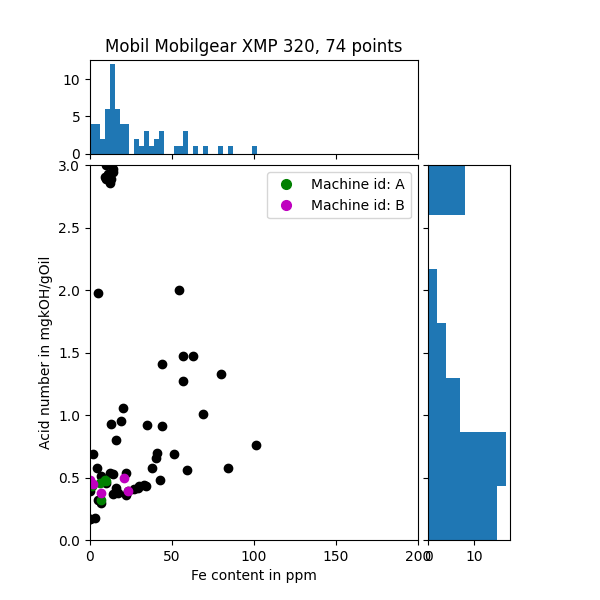 Mobil Mobilgear XMP 320, 74 points
10
5
0
3.0
2.5
2.0
1.5
1.0
0.5
0.0
Acid number in mgkOH/gOil
Machine id: A
Machine id: B
0 50 100 150 200
0 10
Fe content in ppm